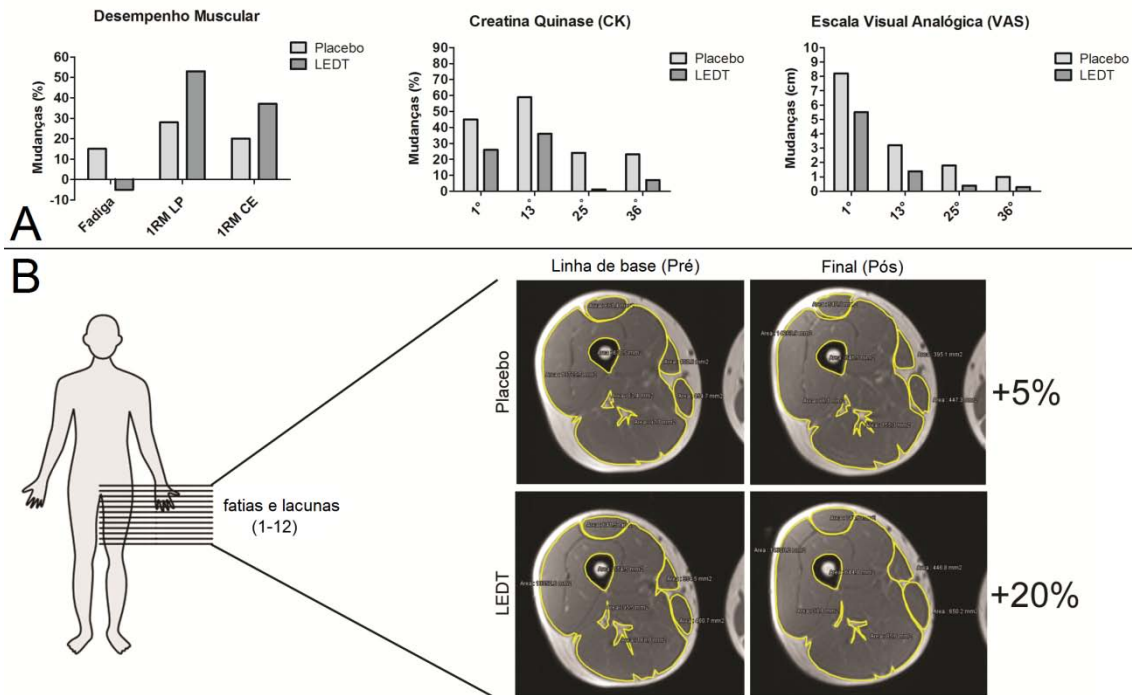 A
Desempenho Muscular
Mudanças (%)
60
50
40
30
20
10
0
-10
Fadiga
1RM LP
1RM CE
Placebo
LEDT
Creatina Quinase (CK)
Mudanças (%)
90
80
70
60
50
40
30
20
10
0
1°
13°
25°
36°
Placebo
LEDT
Escala Visual Analógica (VAS)
Mudanças (cm)
10
9
8
7
6
5
4
3
2
1
0
1°
13°
25°
36°
Placebo
LEDT
B
fatias e lacunas
(1-12)
Linha de base (Pré)
Final (Pós)
Placebo
+5%
LEDT
+20%